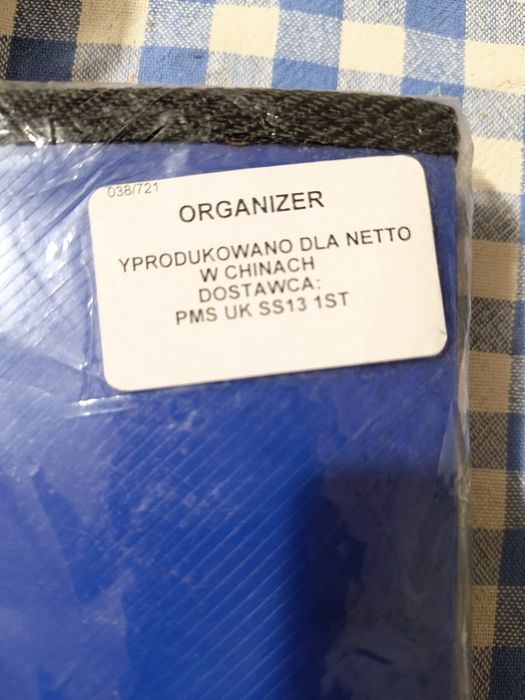 038/721
ORGANIZER
YPRODUKOWANO DLA NETTO
W CHINACH
DOSTAWCA:
PMS UK SS13 1ST